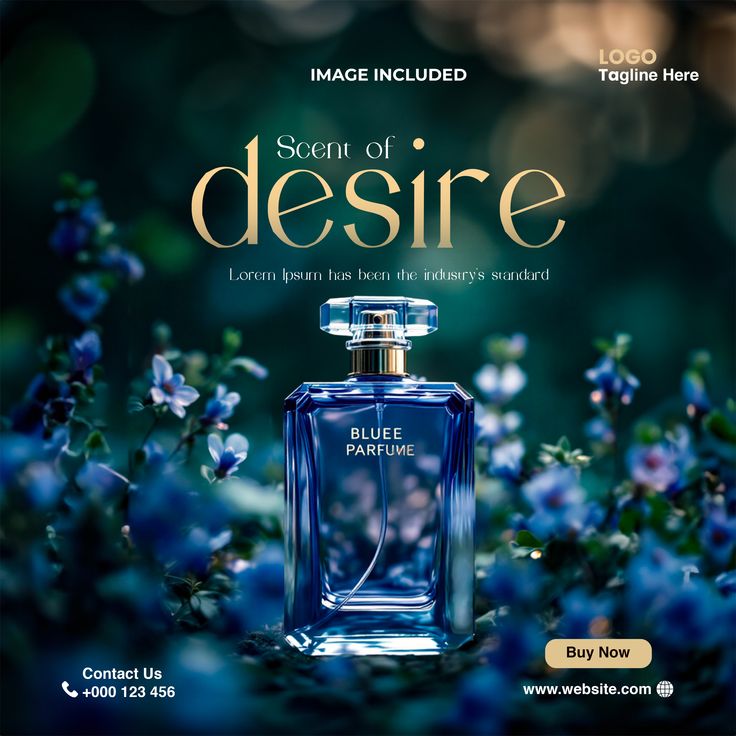 IMAGE INCLUDED
LOGO
Tagline Here
Scent of
desire
Lorem Ipsum has been the industry's standard
BLUEE
PARFUNE
Buy Now
Contact Us
+000 123 456
www.website.com